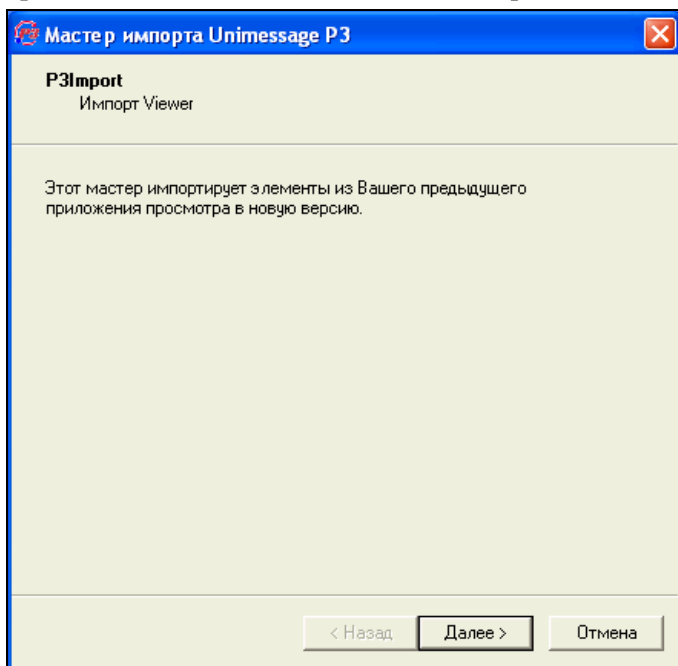 Мастер импорта Unimessage P3
P3Import
Импорт Viewer
Этот мастер импортирует элементы из Вашего предыдущего
приложения просмотра в новую версию.
< Назад
Далее >
Отмена